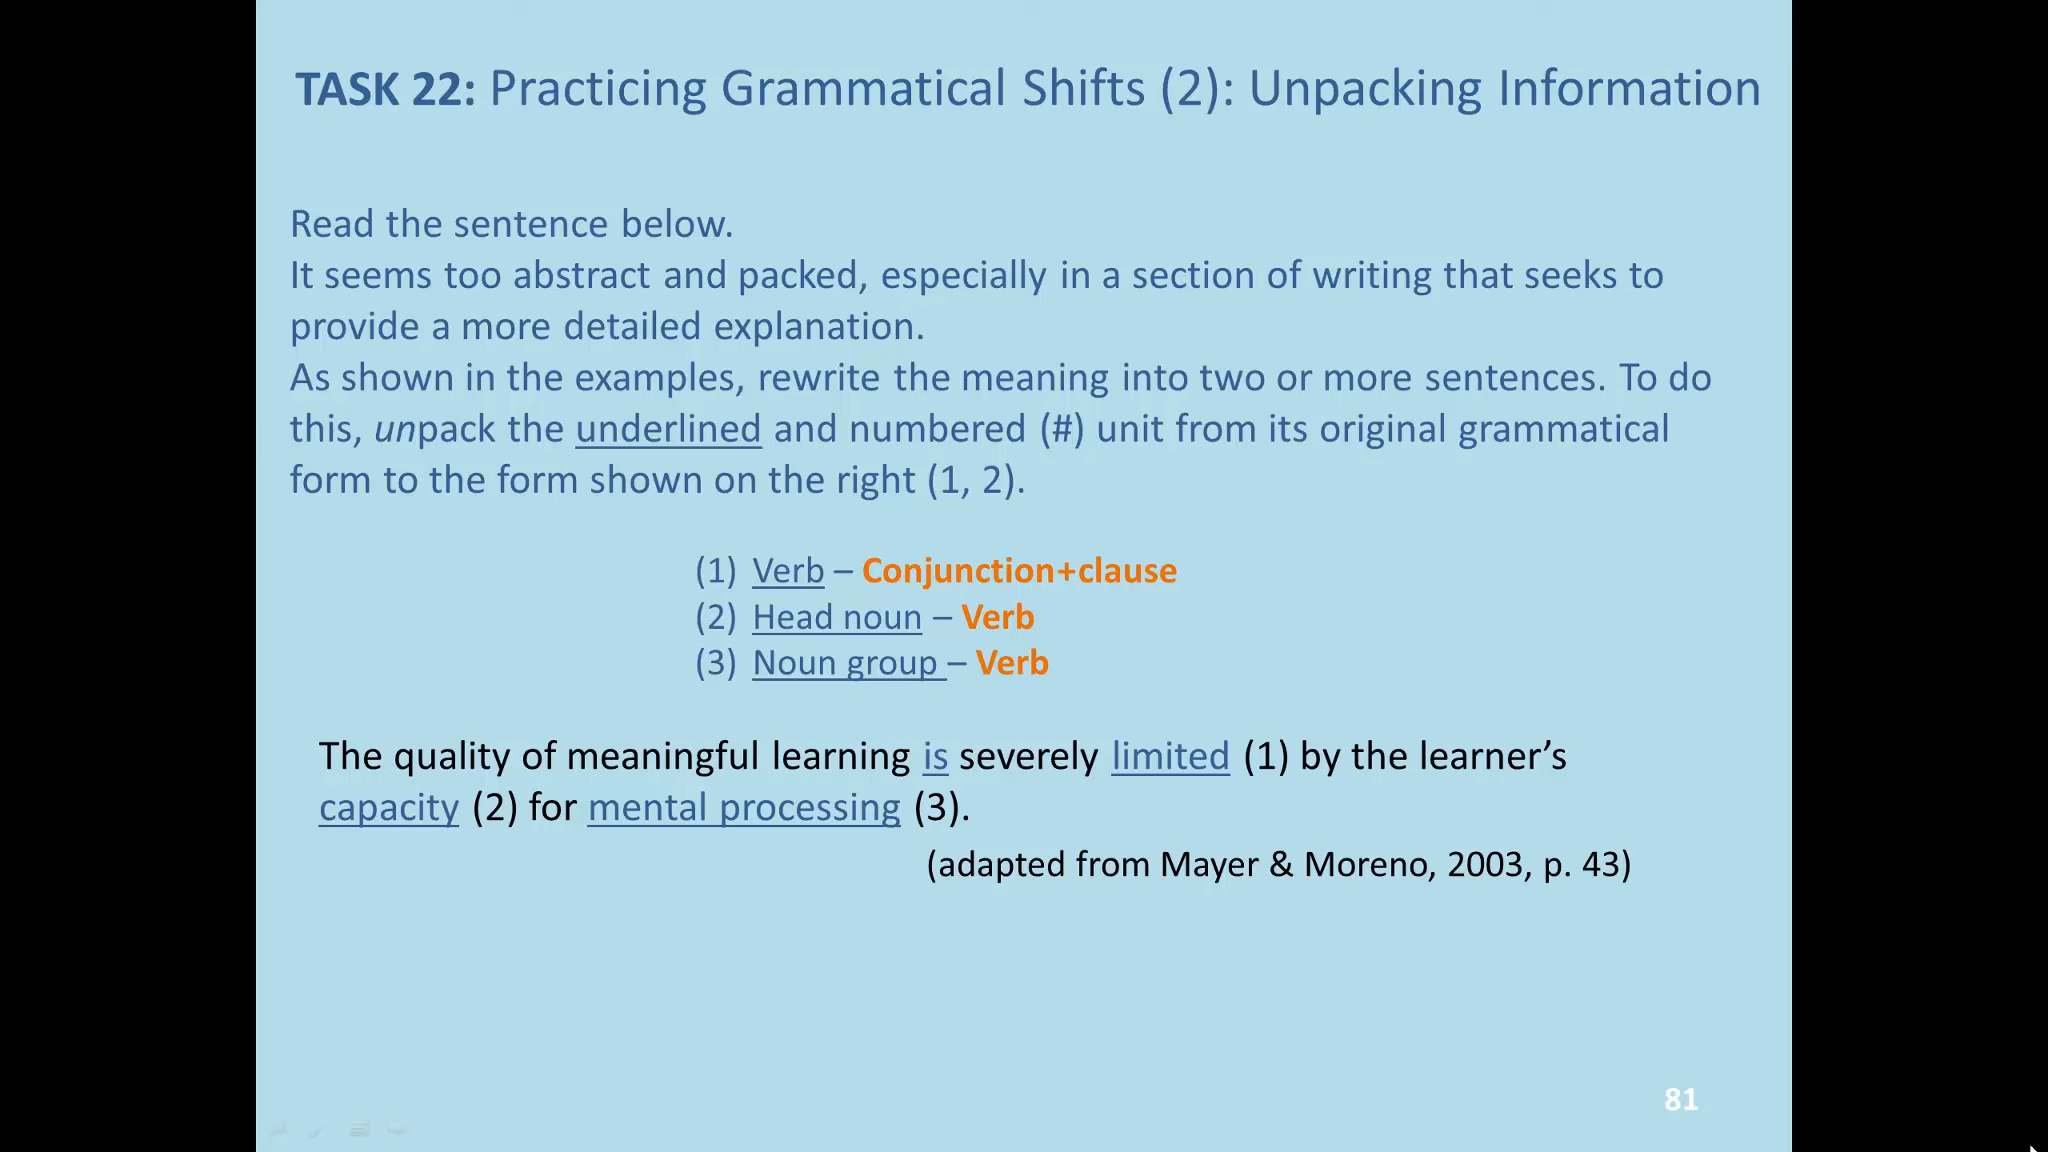 TASK 22: Practicing Grammatical Shifts (2): Unpacking Information
Read the sentence below.
It seems too abstract and packed, especially in a section of writing that seeks to
provide a more detailed explanation.
As shown in the examples, rewrite the meaning into two or more sentences. To do
this, unpack the underlined and numbered (#) unit from its original grammatical
form to the form shown on the right (1, 2).
(1) Verb – Conjunction+clause
(2) Head noun – Verb
(3) Noun group – Verb
The quality of meaningful learning is severely limited (1) by the learner’s
capacity (2) for mental processing (3).
(adapted from Mayer & Moreno, 2003, p. 43)
81